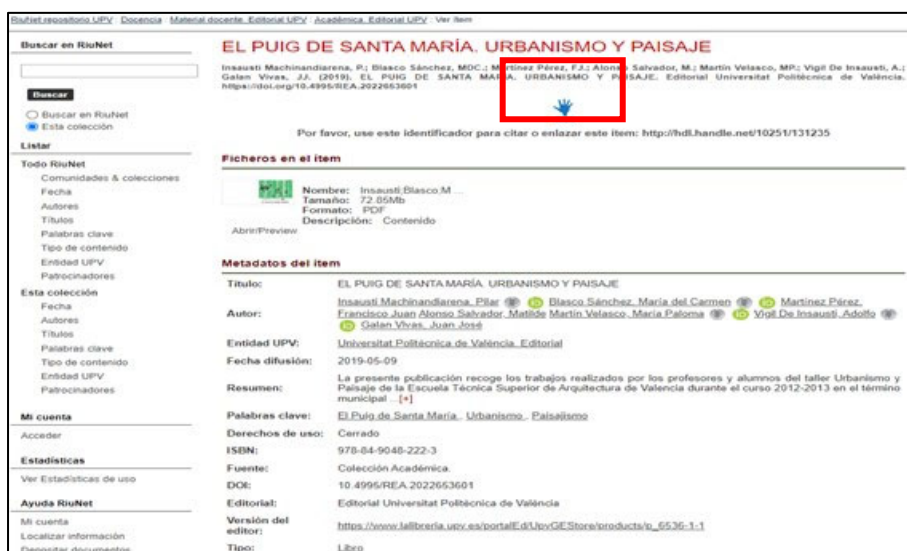 RiuNet repositorio UPV : Docencia : Material docente. Editorial UPV : Académica. Editorial UPV : Ver ítem
Buscar en RiuNet
Buscar
Buscar en RiuNet
Esta colección
Listar
Todo RiuNet
Comunidades & colecciones
Fecha
Autores
Títulos
Palabras clave
Tipo de contenido
Entidad UPV
Patrocinadores
Esta colección
Fecha
Autores
Títulos
Palabras clave
Tipo de contenido
Entidad UPV
Patrocinadores
Mi cuenta
Acceder
Estadísticas
Ver Estadísticas de uso
Ayuda RiuNet
Mi cuenta
Localizar información
Depositar documentos
EL PUIG DE SANTA MARÍA. URBANISMO Y PAISAJE
Insausti Machinandiarena, P.; Blasco Sánchez, MDC.; Martínez Pérez, FJ.; Alonso Salvador, M.; Martín Velasco, MP.; Vigil De Insausti, A.;
Galan Vivas, JJ. (2019). EL PUIG DE SANTA MARÍA. URBANISMO Y PAISAJE. Editorial Universitat Politècnica de València.
https://doi.org/10.4995/REA.2022653601
Por favor, use este identificador para citar o enlazar este ítem: http://hdl.handle.net/10251/131235
Ficheros en el ítem
Nombre: Insausti;Blasco;M ...
Tamaño: 72.85Mb
Formato: PDF
Descripción: Contenido
Abrir/Preview
Metadatos del ítem
Título: EL PUIG DE SANTA MARÍA. URBANISMO Y PAISAJE
Autor: Insausti Machinandiarena, Pilar Blasco Sánchez, María del Carmen Martínez Pérez,
Francisco Juan Alonso Salvador, Matilde Martín Velasco, María Paloma Vigil De Insausti, Adolfo
Galan Vivas, Juan José
Entidad UPV: Universitat Politècnica de València. Editorial
Fecha difusión: 2019-05-09
Resumen: La presente publicación recoge los trabajos realizados por los profesores y alumnos del taller Urbanismo y
Paisaje de la Escuela Técnica Superior de Arquitectura de Valencia durante el curso 2012-2013 en el término
municipal ...[+]
Palabras clave: El Puig de Santa María , Urbanismo , Paisajismo
Derechos de uso: Cerrado
ISBN: 978-84-9048-222-3
Fuente: Colección Académica.
DOI: 10.4995/REA.2022653601
Editorial: Editorial Universitat Politècnica de València
Versión del
editor: https://www.lalibreria.upv.es/portalEd/UpvGEStore/products/p_6536-1-1
Tipo: Libro